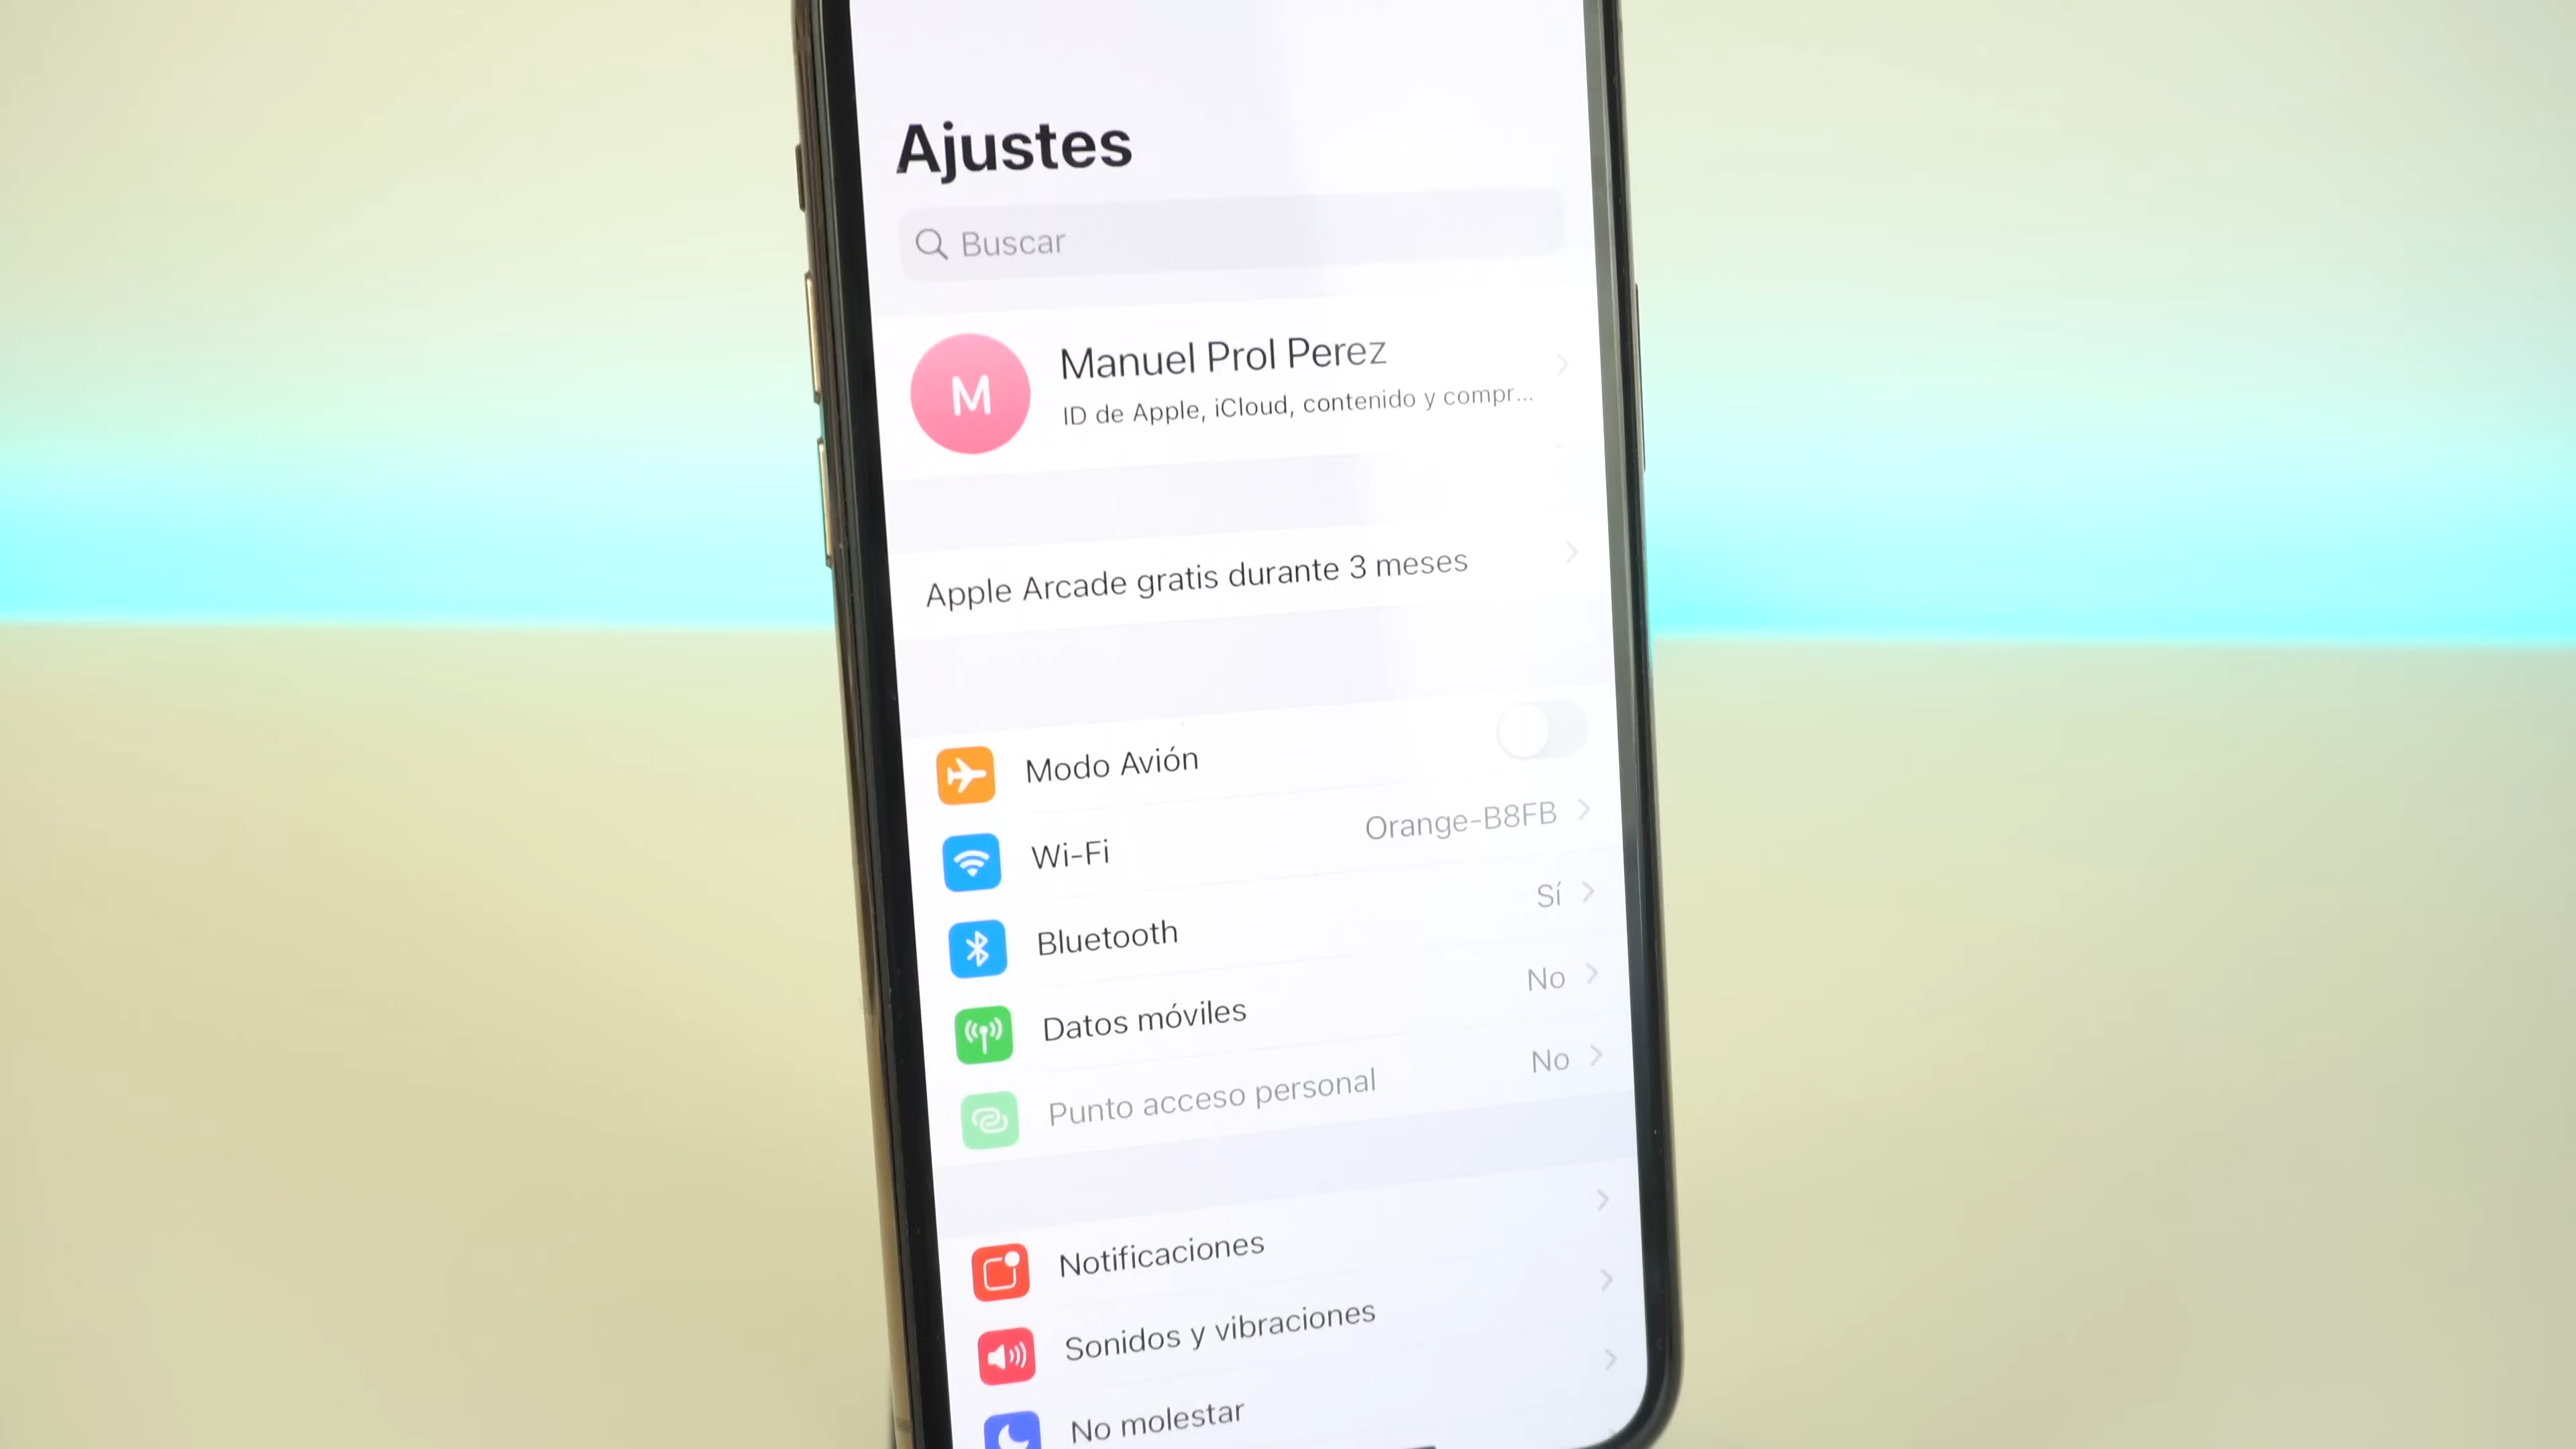 Ajustes
Buscar
M
Manuel Prol Perez
ID de Apple, iCloud, contenido y compr...
Apple Arcade gratis durante 3 meses
Modo Avión
Wi-Fi
Orange-B8FB
Bluetooth
Sí
Datos móviles
No
Punto acceso personal
No
Notificaciones
Sonidos y vibraciones
No molestar